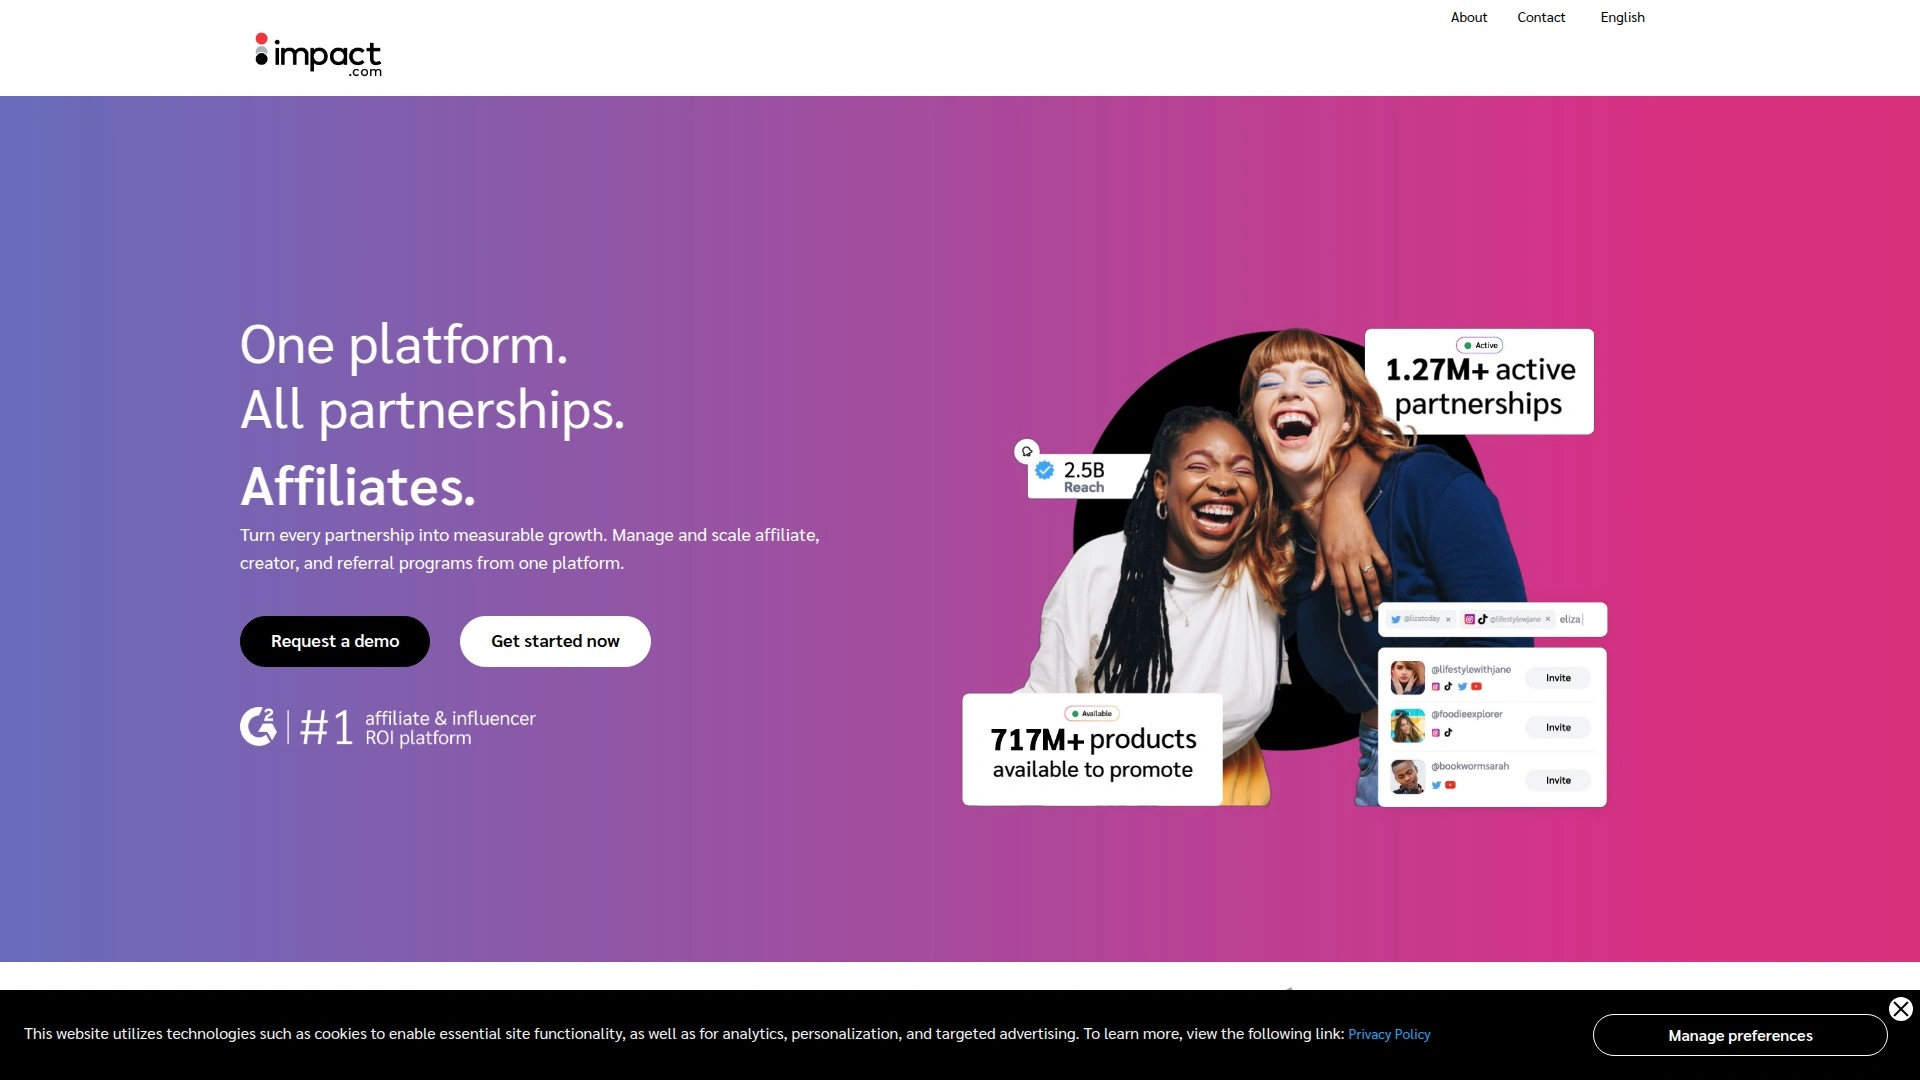 About
Contact
English
impact
.com
One platform.
All partnerships.
Affiliates.
Turn every partnership into measurable growth. Manage and scale affiliate,
creator, and referral programs from one platform.
Request a demo
Get started now
G2
#1
affiliate & influencer
ROI platform
Active
1.27M+ active
partnerships
2.5B
Reach
@lizatoday ×
@lifestylewjane ×
eliza
@lifestylewithjane
Invite
@foodieexplorer
Invite
@bookwormsarah
Invite
Available
717M+ products
available to promote
This website utilizes technologies such as cookies to enable essential site functionality, as well as for analytics, personalization, and targeted advertising. To learn more, view the following link: Privacy Policy
Manage preferences